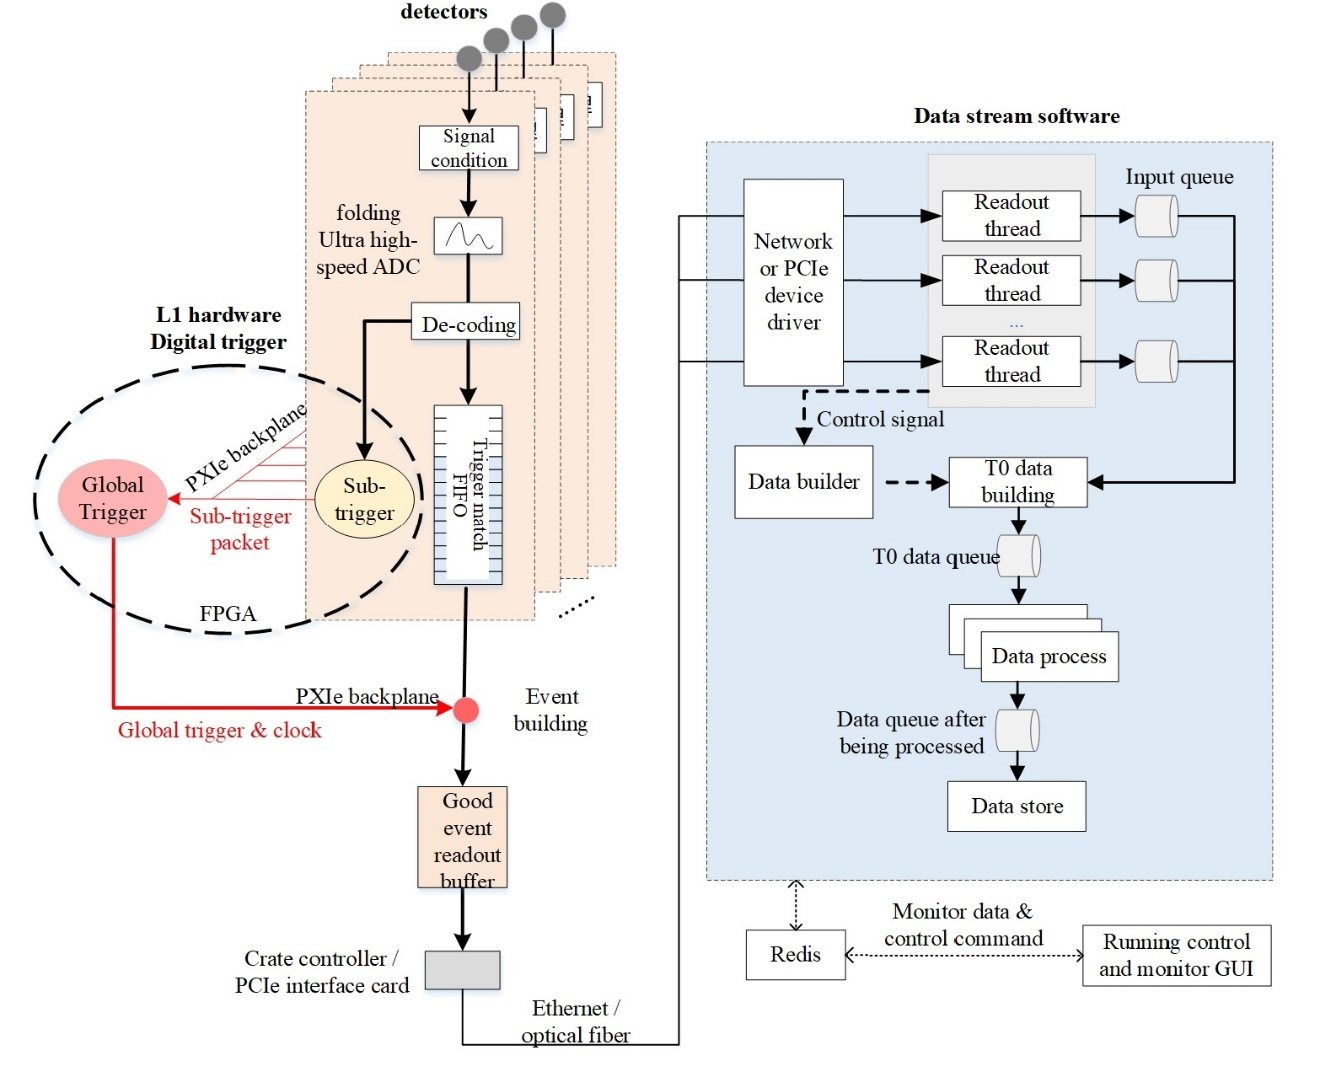 detectors
Signal
condition
folding
Ultra high-
speed ADC
De-coding
L1 hardware
Digital trigger
PXIe backplane
Global
Trigger
Sub-trigger
packet
Sub-
trigger
Trigger match
FIFO
FPGA
PXIe backplane
Global trigger & clock
Event
building
Good
event
readout
buffer
Crate controller /
PCIe interface card
Ethernet /
optical fiber
Data stream software
Network
or PCIe
device
driver
Readout
thread
Readout
thread
...
Readout
thread
Input queue
Control signal
Data builder
T0 data
building
T0 data queue
Data process
Data queue after
being processed
Data store
Redis
Monitor data &
control command
Running control
and monitor GUI